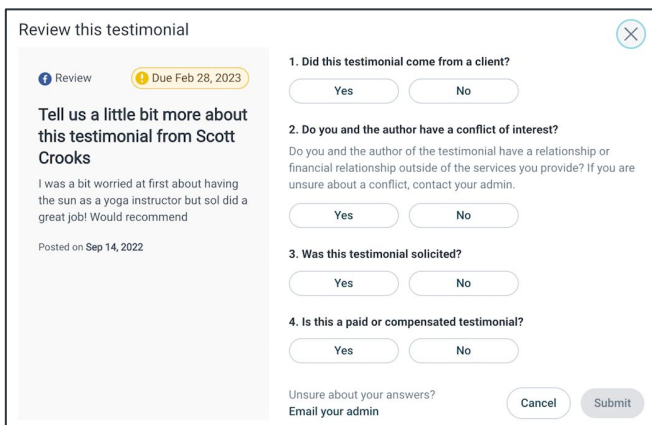 Review this testimonial
Review
Due Feb 28, 2023
Tell us a little bit more about
this testimonial from Scott
Crooks
I was a bit worried at first about having
the sun as a yoga instructor but sol did a
great job! Would recommend
Posted on Sep 14, 2022
1. Did this testimonial come from a client?
Yes No
2. Do you and the author have a conflict of interest?
Do you and the author of the testimonial have a relationship or
financial relationship outside of the services you provide? If you are
unsure about a conflict, contact your admin.
Yes No
3. Was this testimonial solicited?
Yes No
4. Is this a paid or compensated testimonial?
Yes No
Unsure about your answers?
Email your admin
Cancel Submit